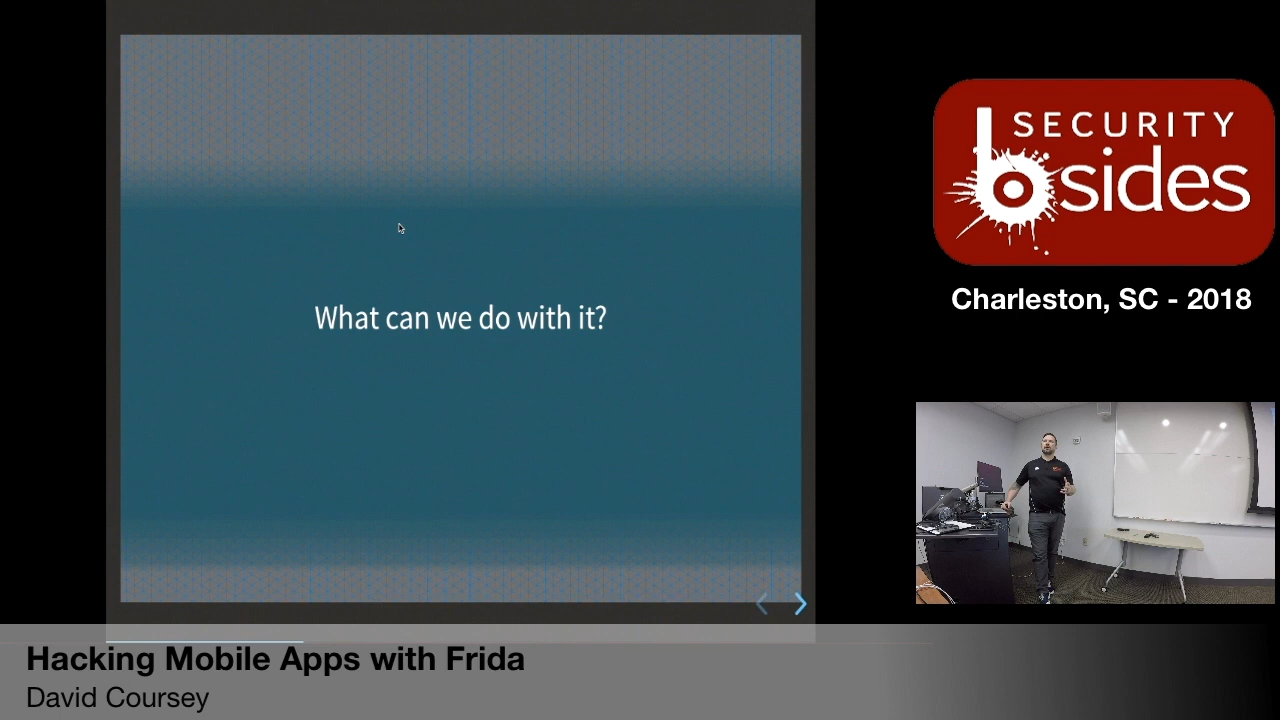 What can we do with it?
SECURITY
bsides
Charleston, SC - 2018
Hacking Mobile Apps with Frida
David Coursey